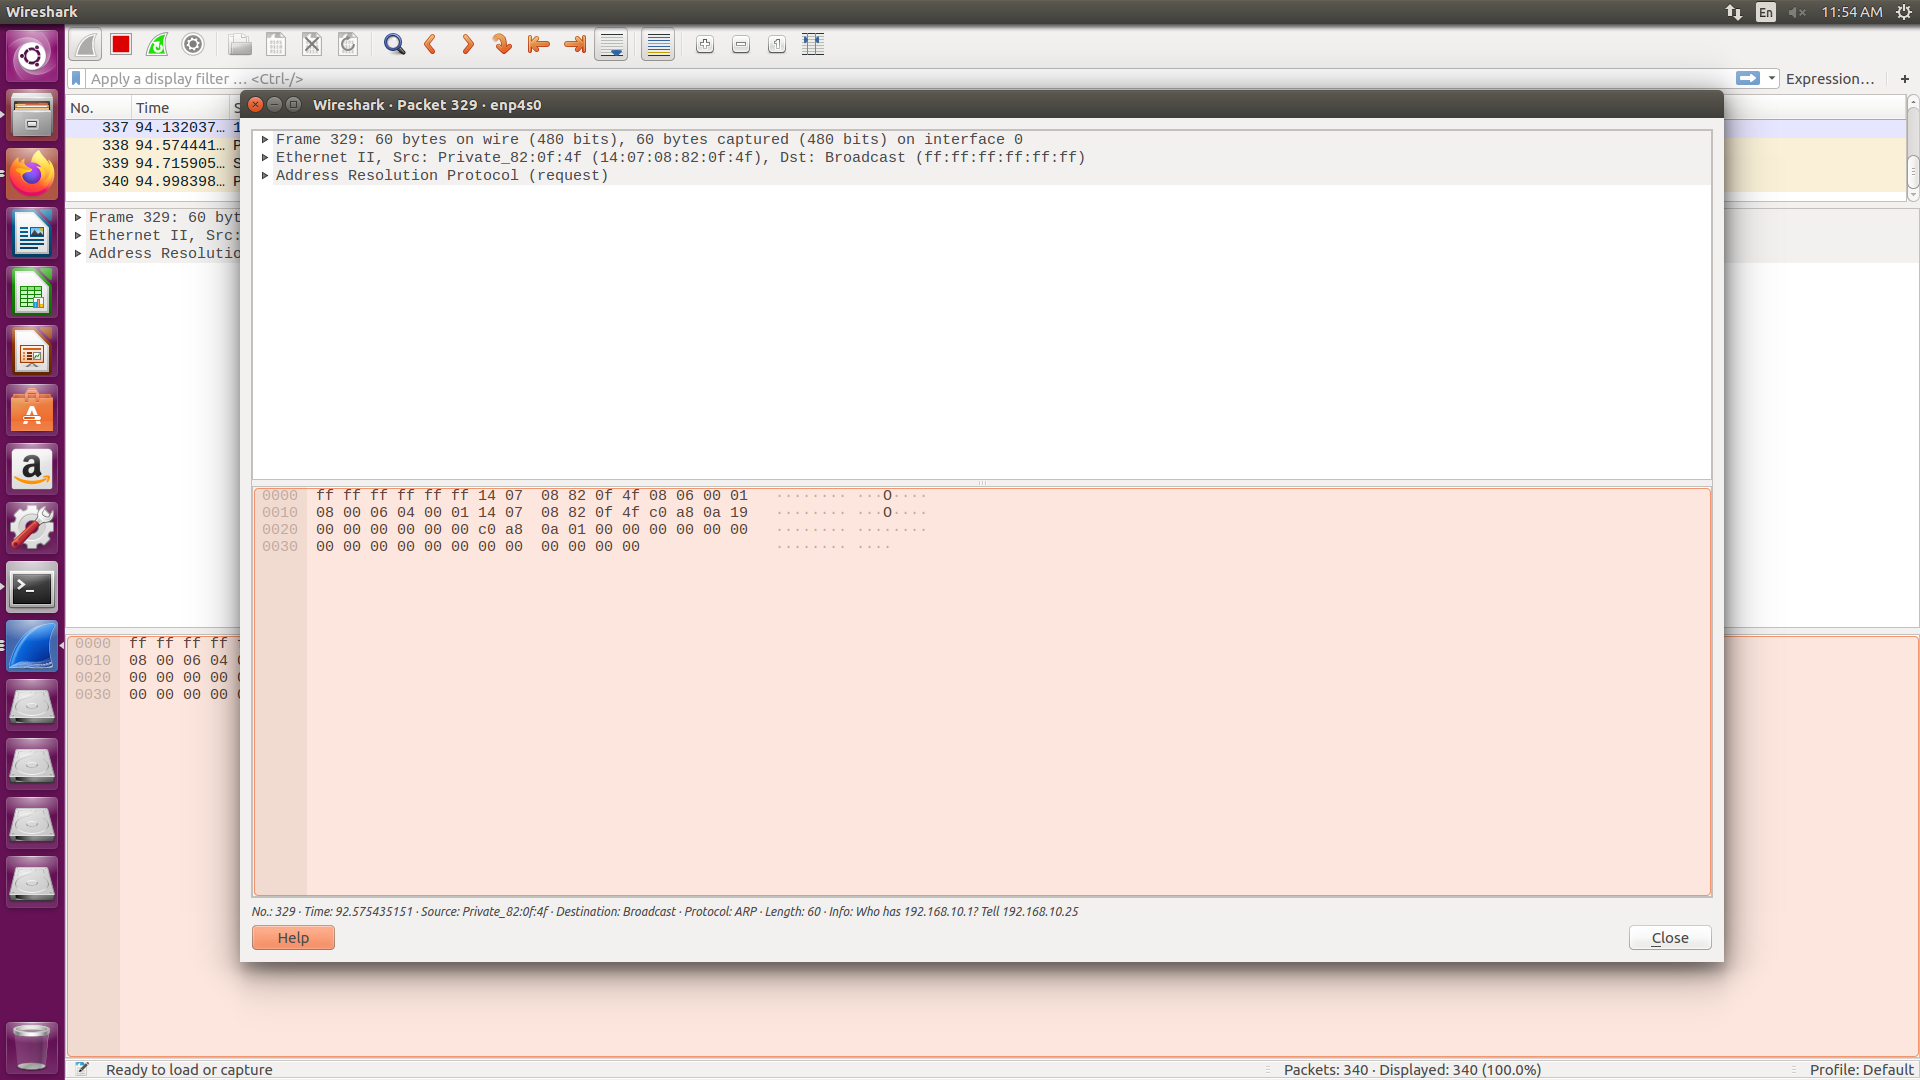 Wireshark
En
11:54 AM
Apply a display filter … <Ctrl-/>
Expression…
+
No. Time
337 94.132037…
338 94.574441…
339 94.715905…
340 94.998398…
Frame 329: 60 byt
Ethernet II, Src:
Address Resolutio
0000 ff ff ff ff
0010 08 00 06 04
0020 00 00 00 00
0030 00 00 00 00
Wireshark · Packet 329 · enp4s0
Frame 329: 60 bytes on wire (480 bits), 60 bytes captured (480 bits) on interface 0
Ethernet II, Src: Private_82:0f:4f (14:07:08:82:0f:4f), Dst: Broadcast (ff:ff:ff:ff:ff:ff)
Address Resolution Protocol (request)
0000 ff ff ff ff ff ff 14 07 08 82 0f 4f 08 06 00 01 ········ ···O····
0010 08 00 06 04 00 01 14 07 08 82 0f 4f c0 a8 0a 19 ········ ···O····
0020 00 00 00 00 00 00 c0 a8 0a 01 00 00 00 00 00 00 ········ ········
0030 00 00 00 00 00 00 00 00 00 00 00 00 ········ ····
No.: 329 · Time: 92.575435151 · Source: Private_82:0f:4f · Destination: Broadcast · Protocol: ARP · Length: 60 · Info: Who has 192.168.10.1? Tell 192.168.10.25
Help
Close
Ready to load or capture
Packets: 340 · Displayed: 340 (100.0%)
Profile: Default